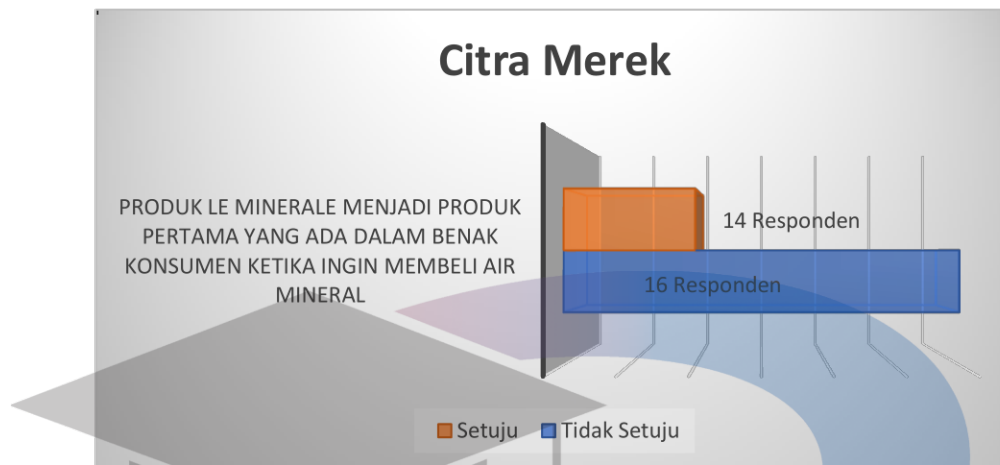 Citra Merek
PRODUK LE MINERALE MENJADI PRODUK
PERTAMA YANG ADA DALAM BENAK
KONSUMEN KETIKA INGIN MEMBELI AIR
MINERAL
14 Responden
16 Responden
Setuju Tidak Setuju